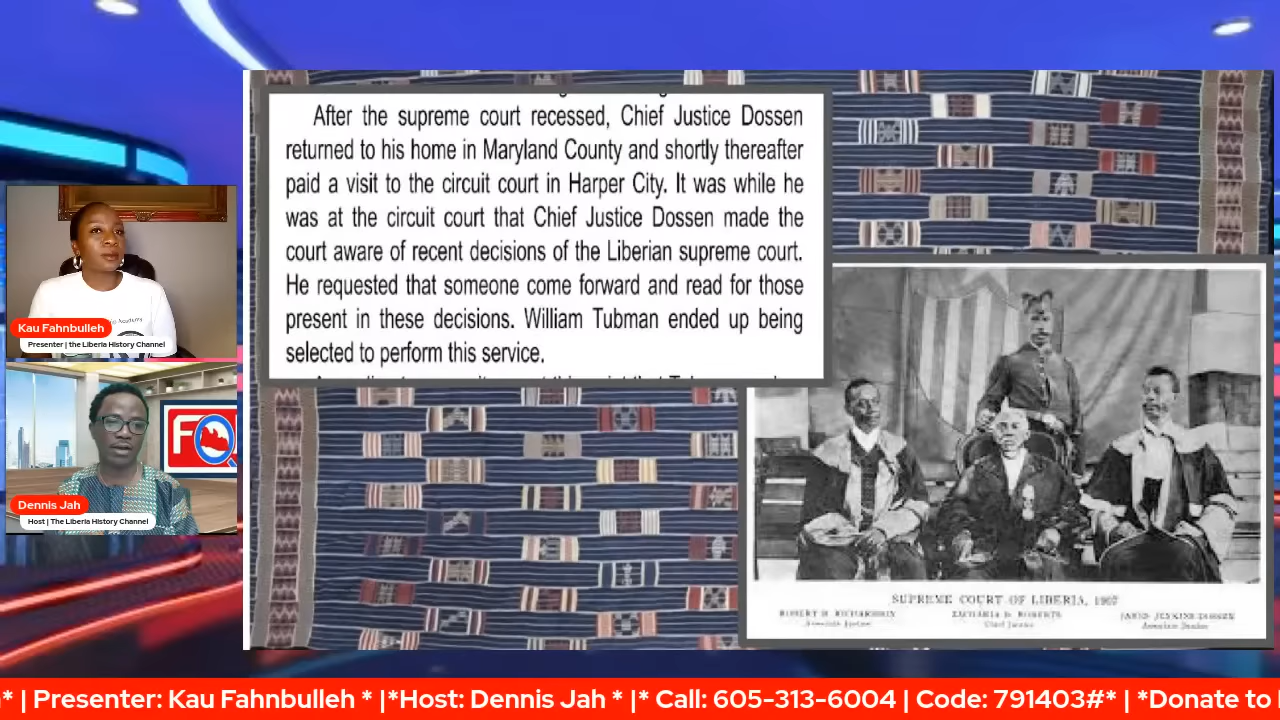 After the supreme court recessed, Chief Justice Dossen
returned to his home in Maryland County and shortly thereafter
paid a visit to the circuit court in Harper City. It was while he
was at the circuit court that Chief Justice Dossen made the
court aware of recent decisions of the Liberian supreme court.
He requested that someone come forward and read for those
present in these decisions. William Tubman ended up being
selected to perform this service.
Kau Fahnbulleh
Presenter | the Liberia History Channel
FO
Dennis Jah
Host | The Liberia History Channel
SUPREME COURT OF LIBERIA, 1907
ROBERT B. RICHARDSON
Associate Justice
ZACHARIA B. ROBERTS
Chief Justice
JAMES JENKINS DOSSEN
Associate Justice
* | Presenter: Kau Fahnbulleh * |*Host: Dennis Jah * |* Call: 605-313-6004 | Code: 791403#* | *Donate to